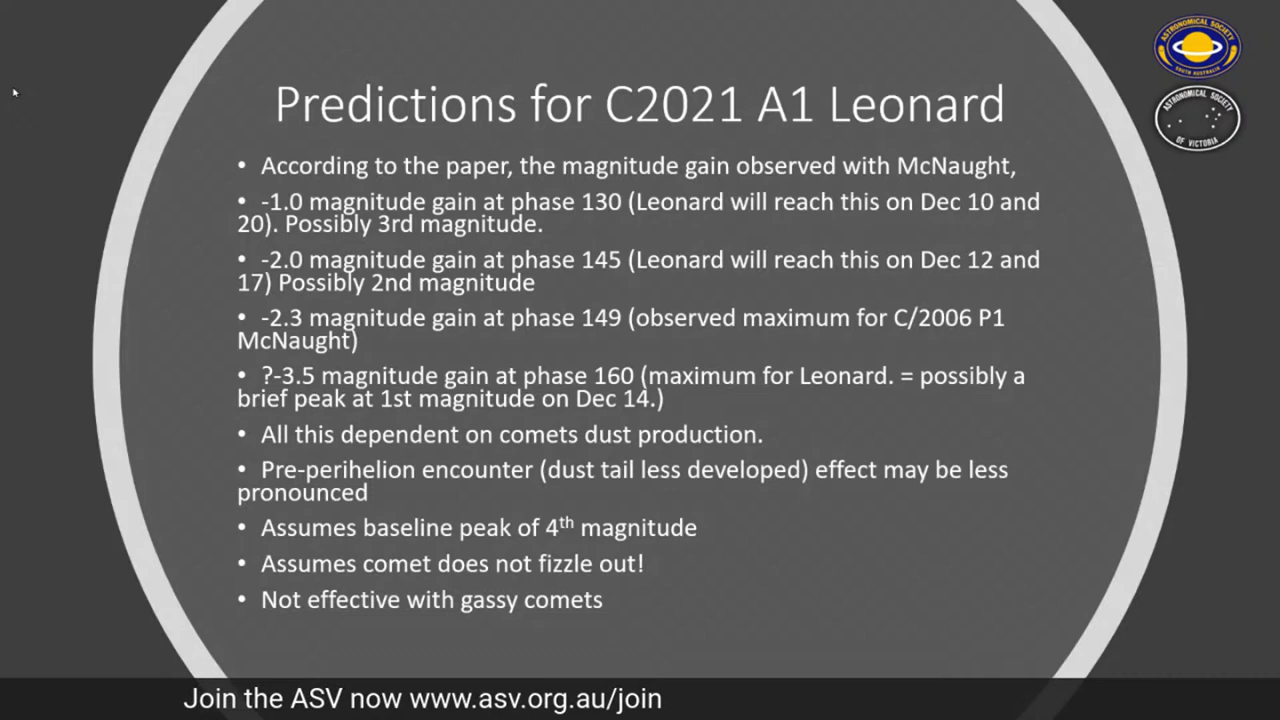 Predictions for C2021 A1 Leonard
• According to the paper, the magnitude gain observed with McNaught,
• -1.0 magnitude gain at phase 130 (Leonard will reach this on Dec 10 and
20). Possibly 3rd magnitude.
• -2.0 magnitude gain at phase 145 (Leonard will reach this on Dec 12 and
17) Possibly 2nd magnitude
• -2.3 magnitude gain at phase 149 (observed maximum for C/2006 P1
McNaught)
• ?-3.5 magnitude gain at phase 160 (maximum for Leonard. = possibly a
brief peak at 1st magnitude on Dec 14.)
• All this dependent on comets dust production.
• Pre-perihelion encounter (dust tail less developed) effect may be less
pronounced
• Assumes baseline peak of 4th magnitude
• Assumes comet does not fizzle out!
• Not effective with gassy comets
ASTRONOMICAL SOCIETY
SOUTH AUSTRALIA
ASTRONOMICAL SOCIETY
OF VICTORIA
Join the ASV now www.asv.org.au/join